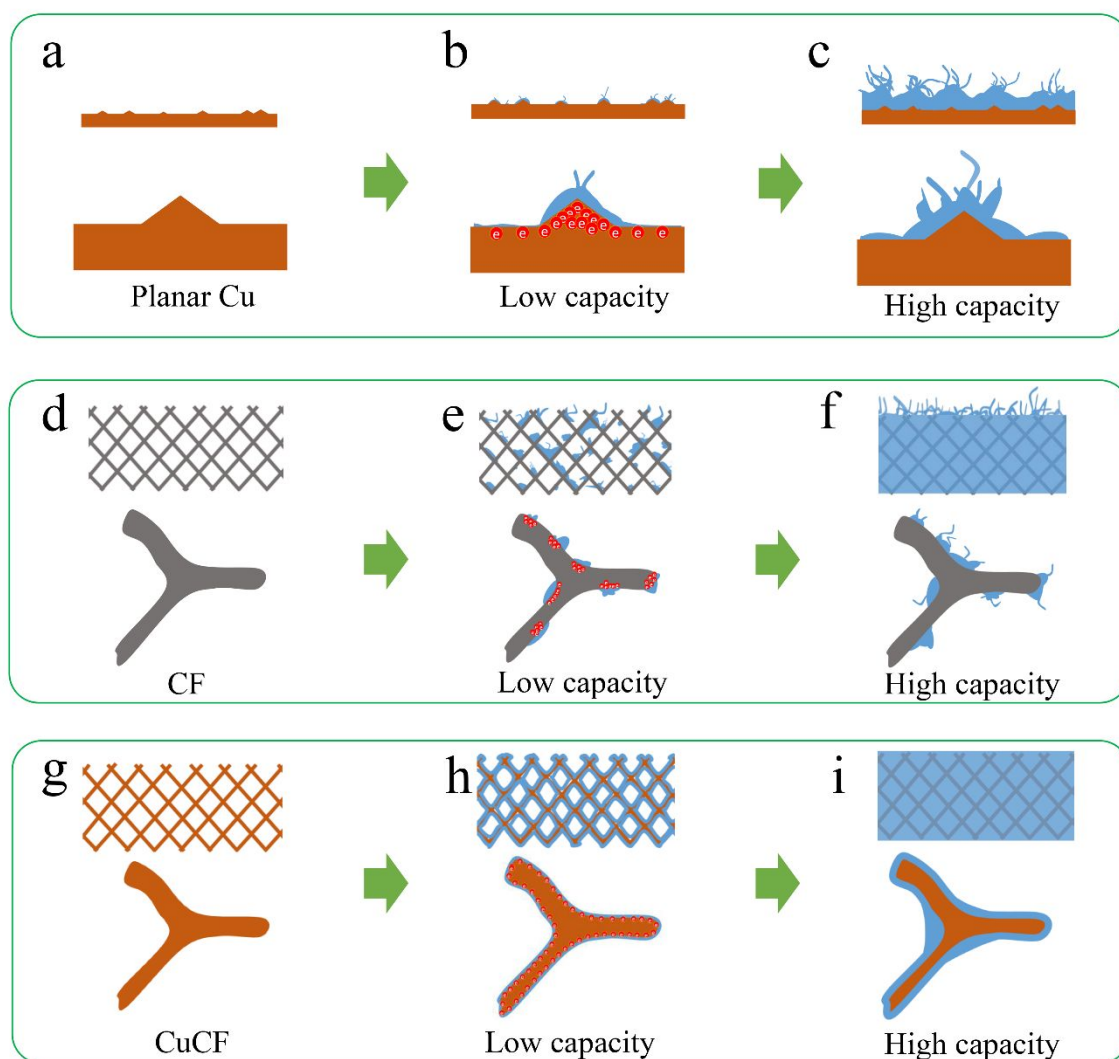 a
b
c
e e e e e e e e
Planar Cu
Low capacity
High capacity
d
e
f
CF
Low capacity
High capacity
g
h
i
CuCF
Low capacity
High capacity